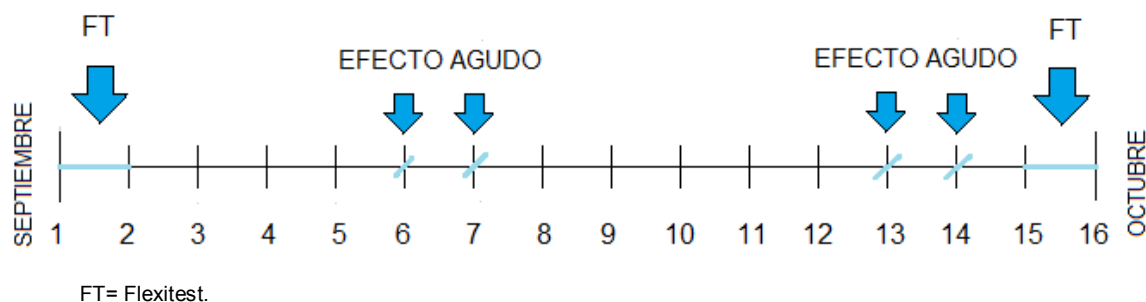 FT
FT
EFECTO AGUDO
EFECTO AGUDO
SEPTIEMBRE
OCTUBRE
1 2 3 4 5 6 7 8 9 10 11 12 13 14 15 16
FT= Flexitest.